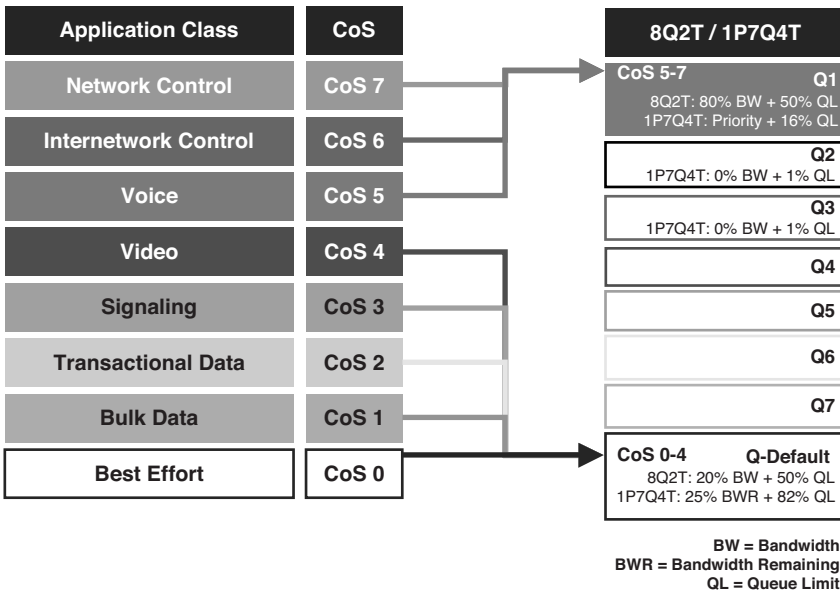 Application Class CoS
Network Control CoS 7
Internetwork Control CoS 6
Voice CoS 5
Video CoS 4
Signaling CoS 3
Transactional Data CoS 2
Bulk Data CoS 1
Best Effort CoS 0
8Q2T / 1P7Q4T
CoS 5-7 Q1
8Q2T: 80% BW + 50% QL
1P7Q4T: Priority + 16% QL
Q2
1P7Q4T: 0% BW + 1% QL
Q3
1P7Q4T: 0% BW + 1% QL
Q4
Q5
Q6
Q7
CoS 0-4 Q-Default
8Q2T: 20% BW + 50% QL
1P7Q4T: 25% BWR + 82% QL
BW = Bandwidth
BWR = Bandwidth Remaining
QL = Queue Limit